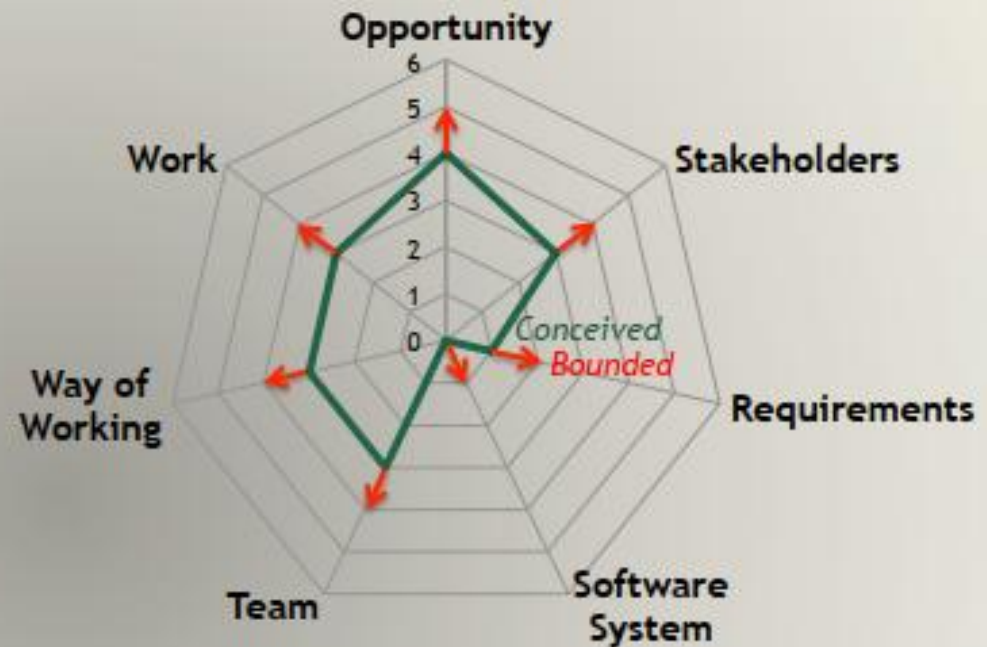 Opportunity
6
5
4
3
2
1
0
Work
Stakeholders
Conceived
Bounded
Way of
Working
Requirements
Team
Software
System